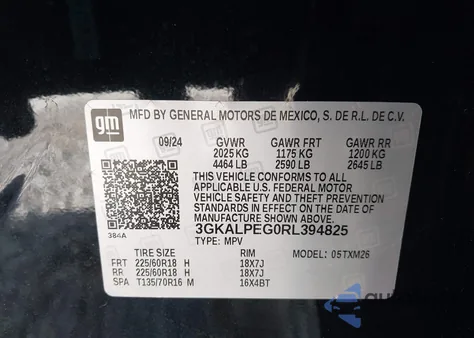 gm MFD BY GENERAL MOTORS DE MEXICO, S. DE R.L. DE C.V.
09/24 GVWR GAWR FRT GAWR RR
2025 KG 1175 KG 1200 KG
4464 LB 2590 LB 2645 LB
THIS VEHICLE CONFORMS TO ALL
APPLICABLE U.S. FEDERAL MOTOR
VEHICLE SAFETY AND THEFT
PREVENTION STANDARDS IN EFFECT ON
THE DATE OF MANUFACTURE SHOWN ABOVE.
384A 3GKALPEG0RL394825
TYPE: MPV
TIRE SIZE RIM MODEL: 05TXM26
FRT 225/60R18 H 18X7J
RR 225/60R18 H 18X7J
SPA T135/70R16 M 16X4BT